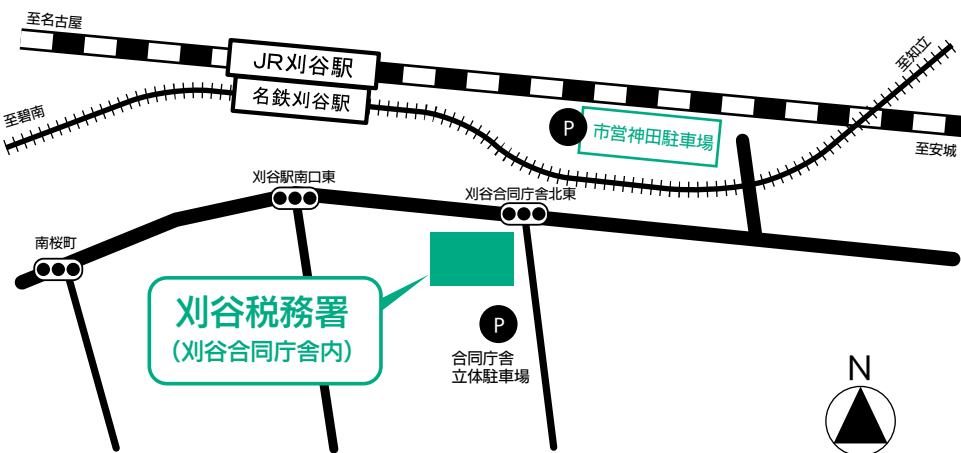 至名古屋
JR刈谷駅
名鉄刈谷駅
至知立
至碧南
P
市営神田駐車場
至安城
刈谷駅南口東
刈谷合同庁舎北東
南桜町
刈谷税務署
（刈谷合同庁舎内）
P
合同庁舎
立体駐車場
N